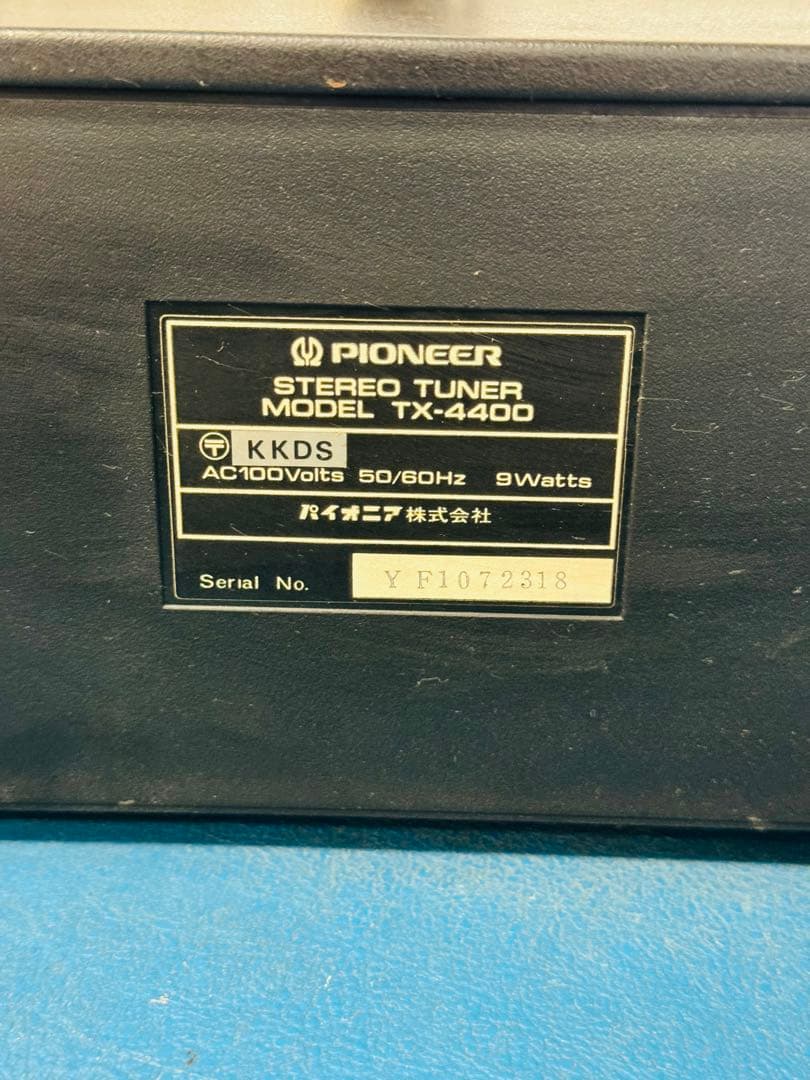 PIONEER
STEREO TUNER
MODEL TX-4400
〒 KKDS
AC100Volts 50/60Hz 9Watts
パイオニア株式会社
Serial No. YF1072318